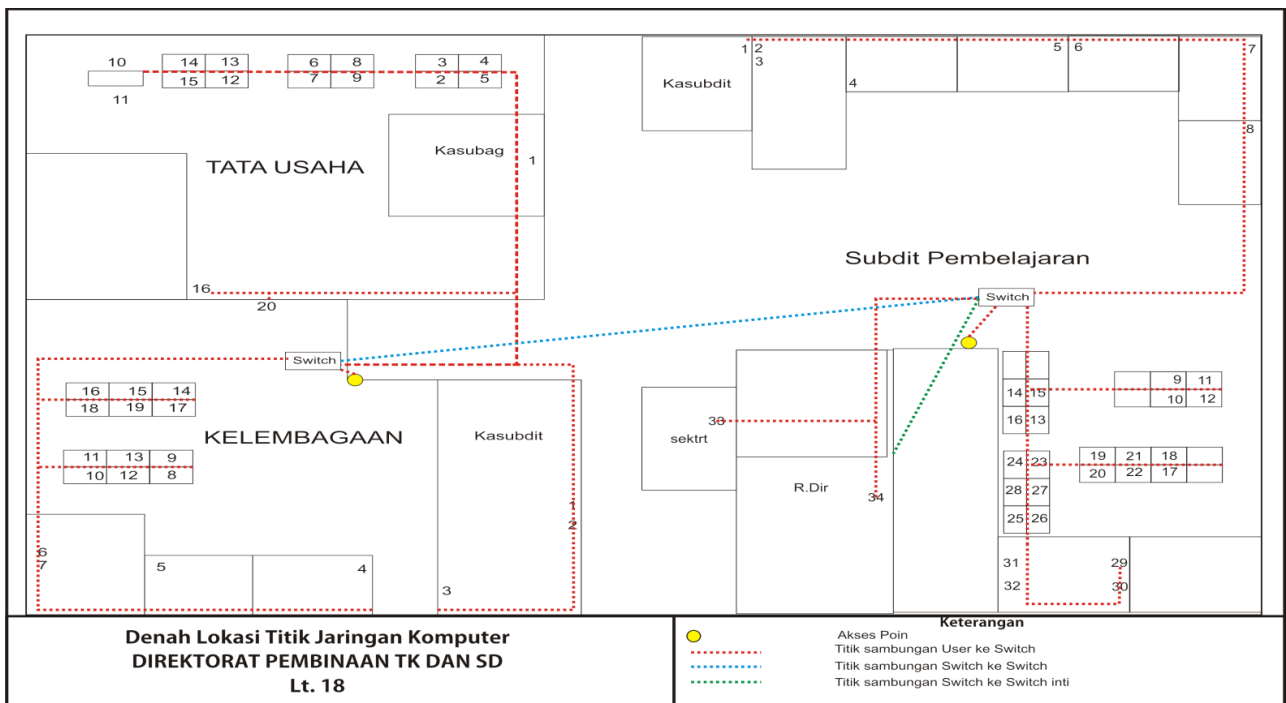 10 14 13 6 8 3 4
15 12 7 9 2 5
11
TATA USAHA
Kasubag
1
16
20
Switch
16 15 14
18 19 17
KELEMBAGAAN
11 13 9
10 12 8
Kasubdit
1
2
6
7
5
4
3
1 2
3
Kasubdit
4
5 6
7
8
Subdit Pembelajaran
Switch
9 11
10 12
14 15
16 13
24 23
28 27
25 26
19 21 18
20 22 17
33
sektrt
R.Dir
34
31
32
29
30
Denah Lokasi Titik Jaringan Komputer
DIREKTORAT PEMBINAAN TK DAN SD
Lt. 18
Keterangan
Akses Poin
Titik sambungan User ke Switch
Titik sambungan Switch ke Switch
Titik sambungan Switch ke Switch inti